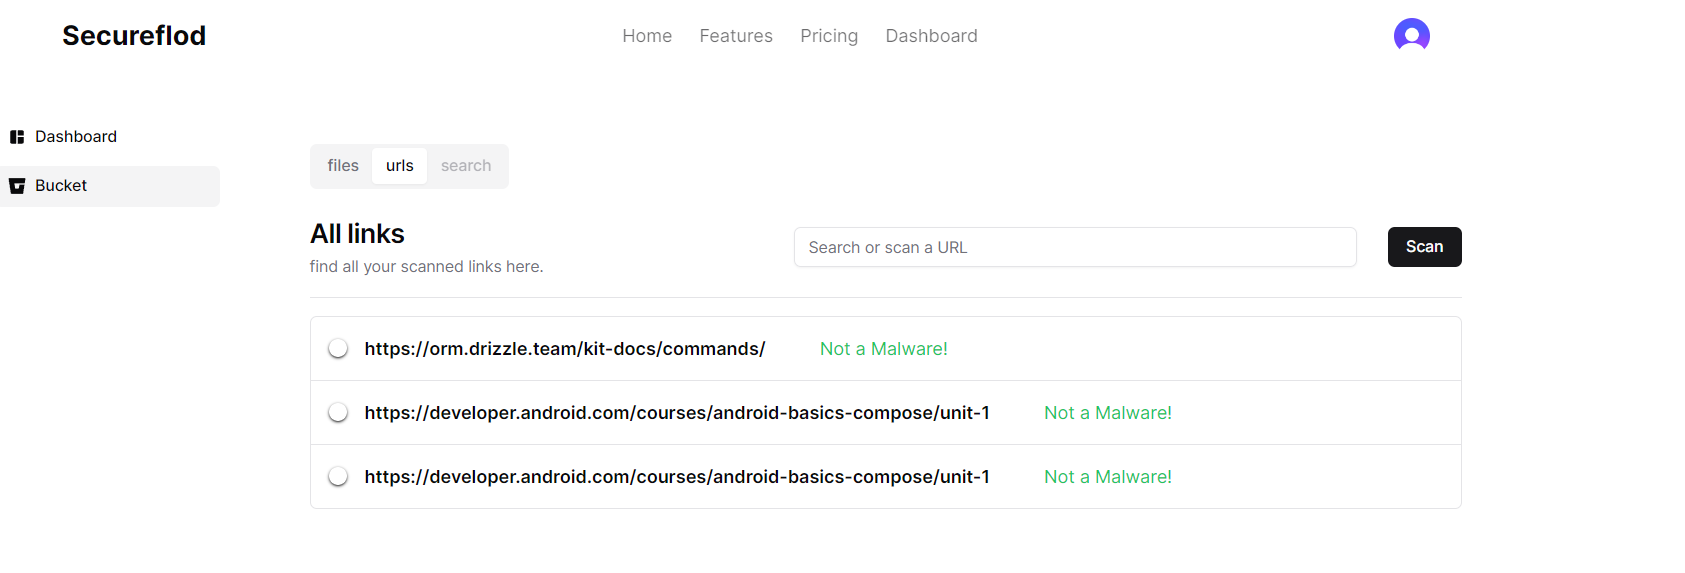 Secureflod
Home Features Pricing Dashboard
Dashboard
Bucket
files urls search
All links
find all your scanned links here.
Search or scan a URL
Scan
https://orm.drizzle.team/kit-docs/commands/ Not a Malware!
https://developer.android.com/courses/android-basics-compose/unit-1 Not a Malware!
https://developer.android.com/courses/android-basics-compose/unit-1 Not a Malware!